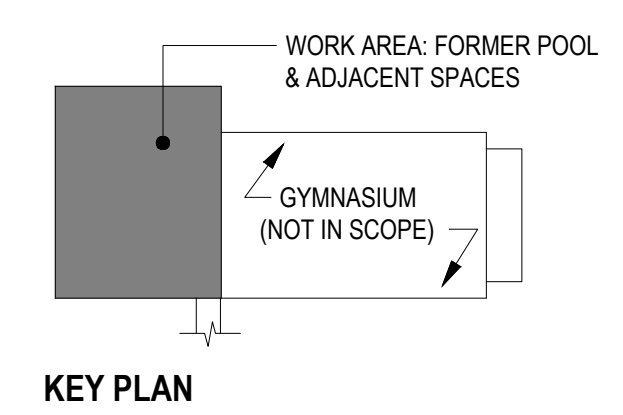 WORK AREA: FORMER POOL
& ADJACENT SPACES
GYMNASIUM
(NOT IN SCOPE)
KEY PLAN